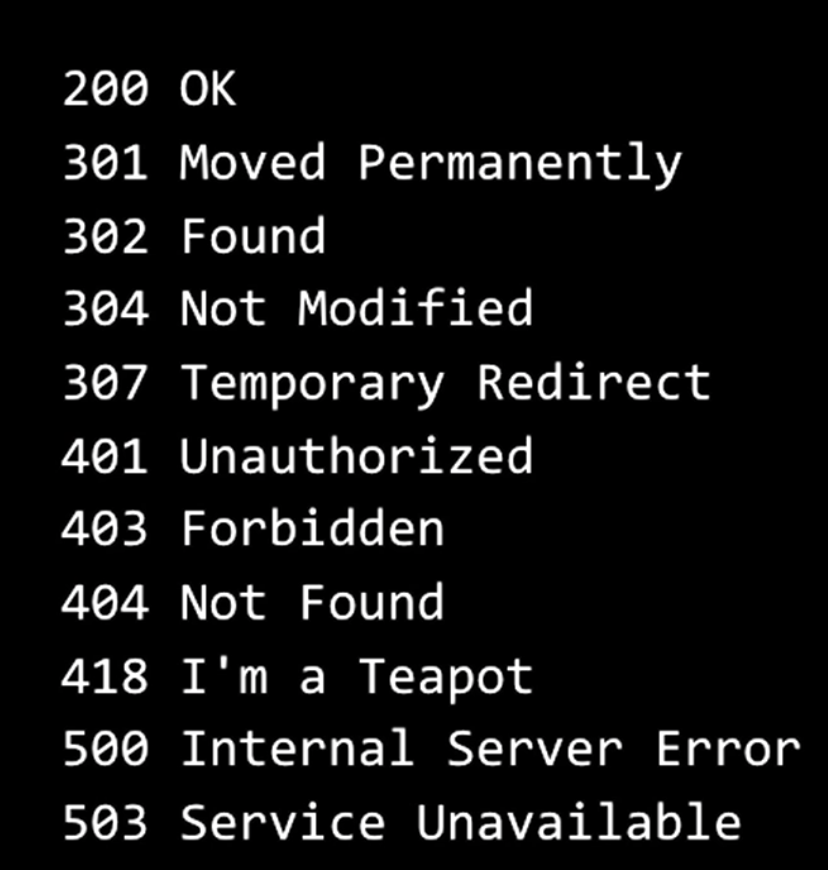 200 OK
301 Moved Permanently
302 Found
304 Not Modified
307 Temporary Redirect
401 Unauthorized
403 Forbidden
404 Not Found
418 I'm a Teapot
500 Internal Server Error
503 Service Unavailable